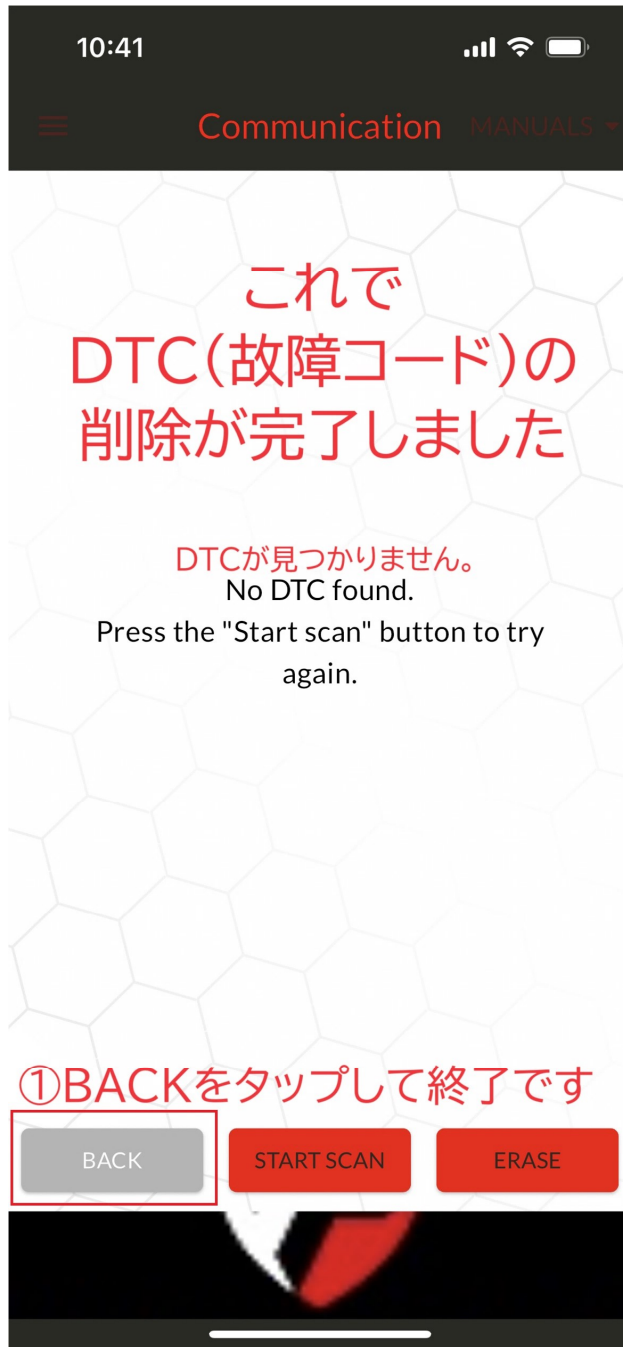 10:41
Communication MANUALS
これで
DTC(故障コード)の
削除が完了しました
DTCが見つかりません。
No DTC found.
Press the "Start scan" button to try
again.
①BACKをタップして終了です
BACK START SCAN ERASE